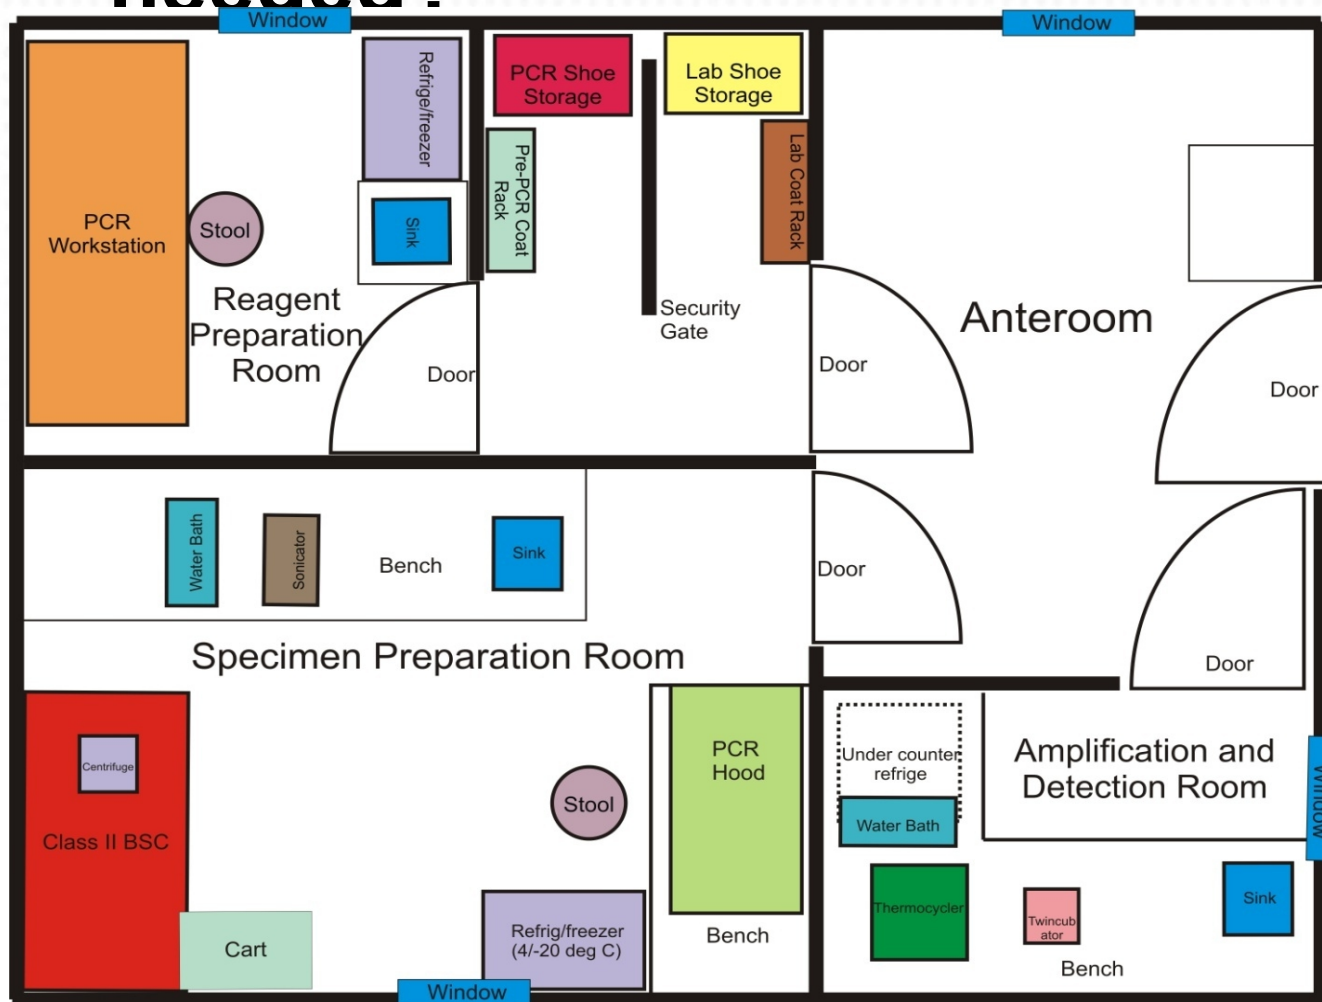 needed?
Window
Window
PCR
Workstation
Stool
Refrige/freezer
Sink
Reagent
Preparation
Room
Door
PCR Shoe
Storage
Lab Shoe
Storage
Pre-PCR Coat
Rack
Lab Coat Rack
Security
Gate
Door
Anteroom
Door
Water Bath
Sonicator
Bench
Sink
Door
Specimen Preparation Room
Door
Centrifuge
Class II BSC
Cart
Stool
Refrig/freezer
(4/-20 deg C)
Window
PCR
Hood
Bench
Under counter
refrige
Water Bath
Amplification and
Detection Room
Window
Thermocycler
Twincub
ator
Sink
Bench